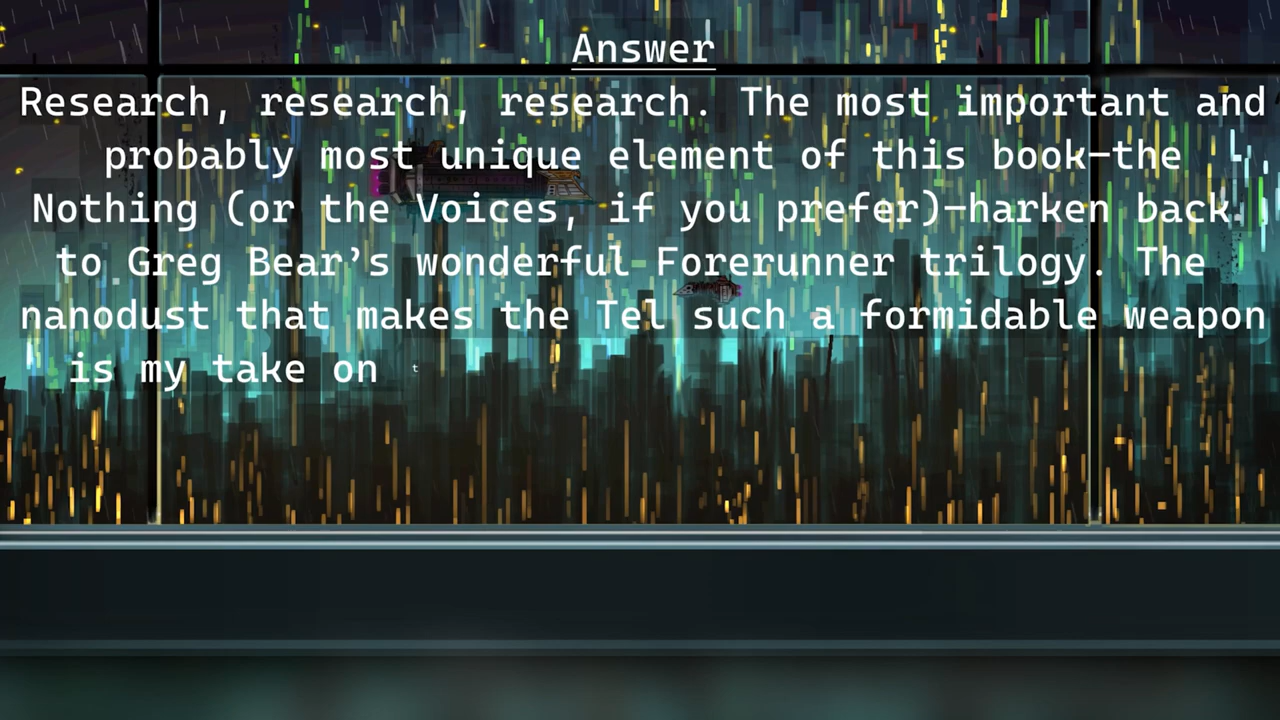 Answer
Research, research, research. The most important and
probably most unique element of this book—the
Nothing (or the Voices, if you prefer)—harken back
to Greg Bear’s wonderful Forerunner trilogy. The
nanodust that makes the Tel such a formidable weapon
is my take on t